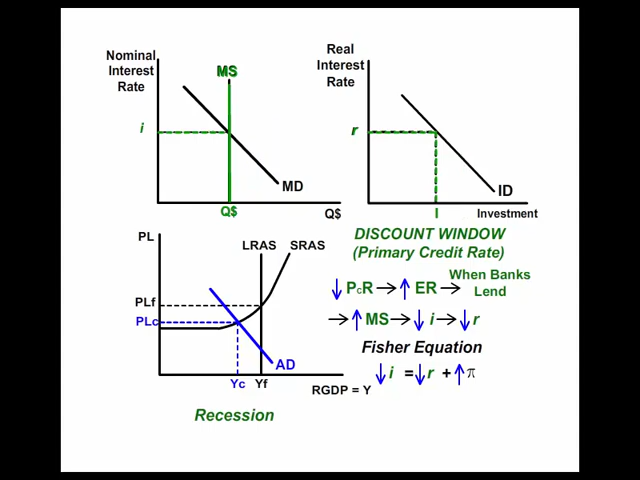 Nominal
Interest
Rate
MS
i
MD
Q$
Q$
Real
Interest
Rate
r
ID
I
Investment
PL
LRAS
SRAS
PLf
PLc
AD
Yc
Yf
RGDP = Y
Recession
DISCOUNT WINDOW
(Primary Credit Rate)
↓ PcR → ↑ ER → When Banks
Lend
→ ↑ MS → ↓ i → ↓ r
Fisher Equation
↓ i = ↓ r + ↑ π